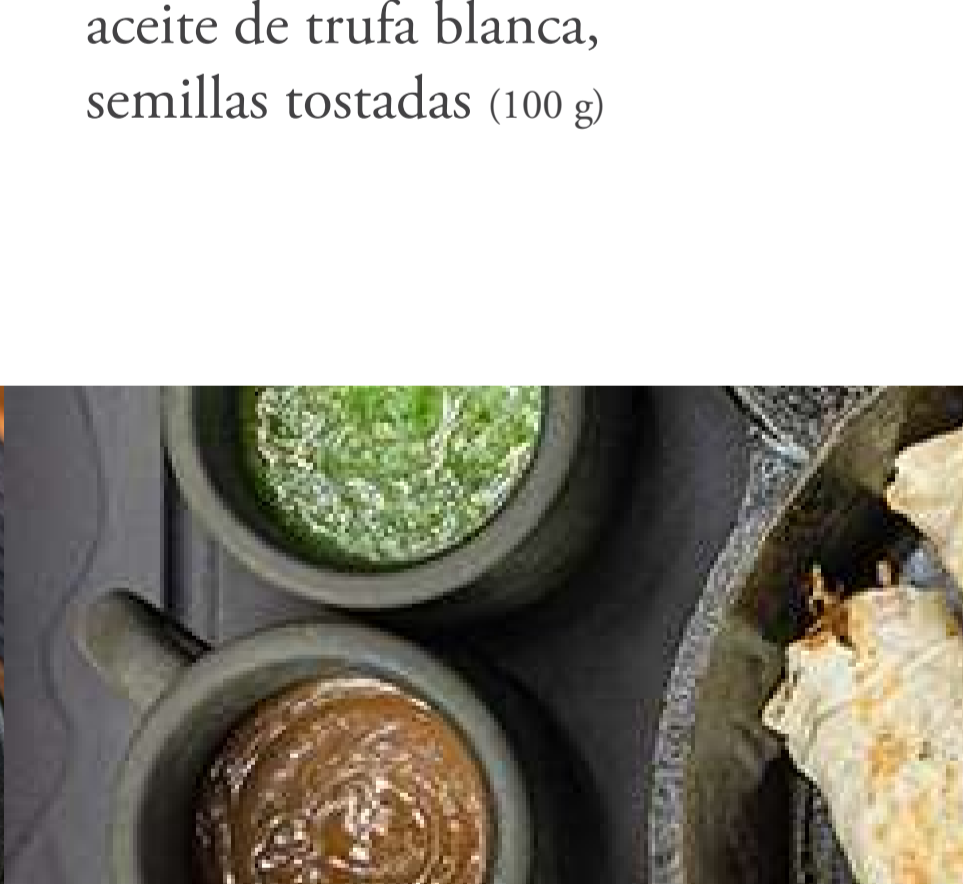 aceite de trufa blanca,
semillas tostadas (100 g)